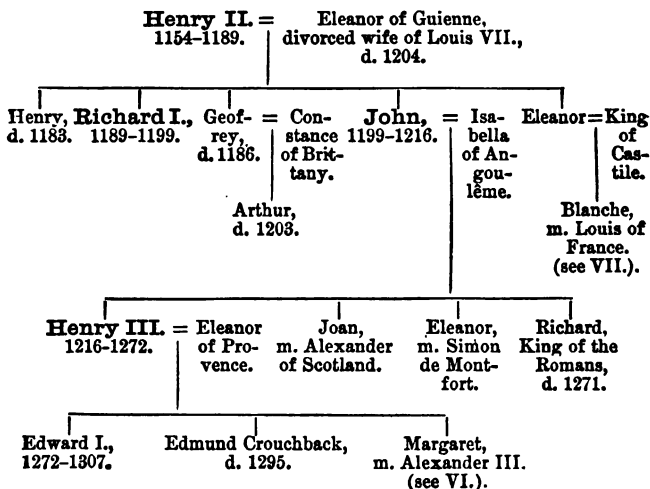 Henry II. = Eleanor of Guienne,
1154–1189. divorced wife of Louis VII.,
d. 1204.
Henry, Richard I., Geof- = Con- John, = Isa- Eleanor=King
d. 1183. 1189–1199. rey, stance 1199–1216. bella of
d. 1186. of Brit- of An- Cas-
tany. gou- tile.
lême.
Arthur, Blanche,
d. 1203. m. Louis of
France.
(see VII.).
Henry III. = Eleanor Joan, Eleanor, Richard,
1216–1272. of Pro- m. Alexander m. Simon King of the
vence. of Scotland. de Mont- Romans,
fort. d. 1271.
Edward I., Edmund Crouchback, Margaret,
1272–1307. d. 1295. m. Alexander III.
(see VI.).